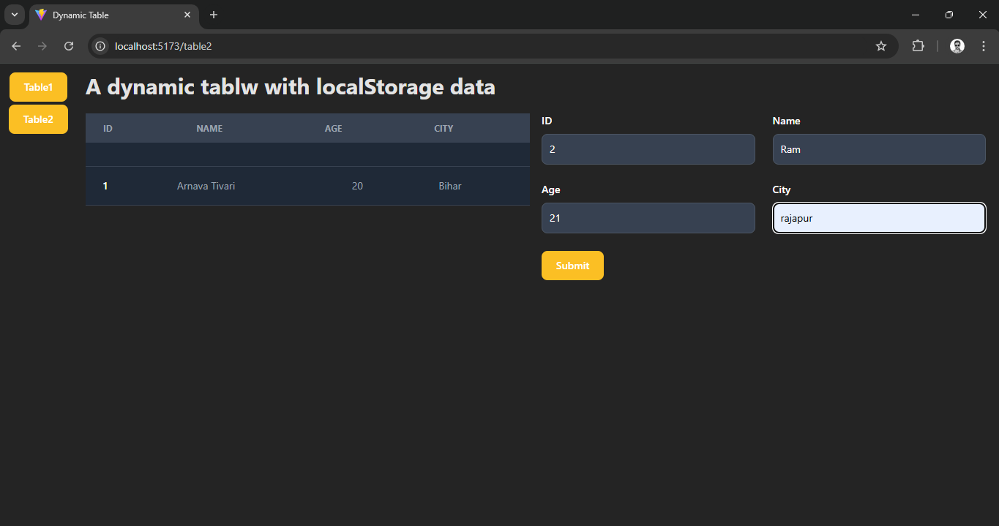 Dynamic Table
localhost:5173/table2
Table1
Table2
A dynamic tablw with localStorage data
ID NAME AGE CITY
1 Arnava Tivari 20 Bihar
ID Name
2 Ram
Age City
21 rajapur
Submit